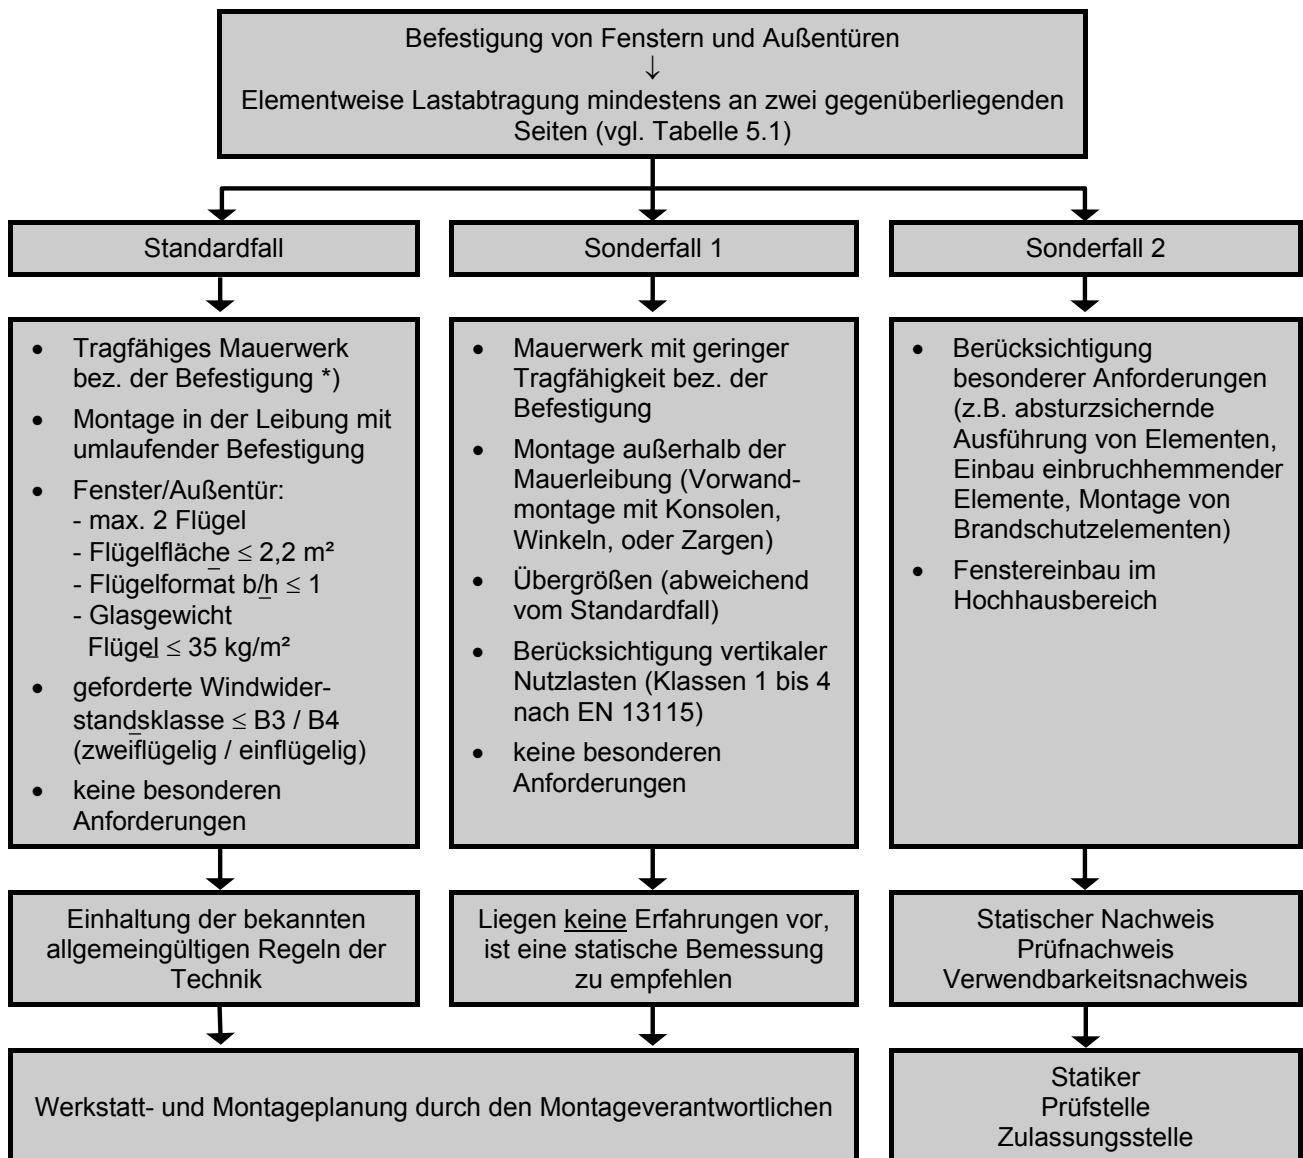 Befestigung von Fenstern und Außentüren
↓
Elementweise Lastabtragung mindestens an zwei gegenüberliegenden
Seiten (vgl. Tabelle 5.1)
Standardfall
Sonderfall 1
Sonderfall 2
• Tragfähiges Mauerwerk
bez. der Befestigung *)
• Montage in der Leibung mit
umlaufender Befestigung
• Fenster/Außentür:
- max. 2 Flügel
- Flügelfläche ≤ 2,2 m²
- Flügelformat b/h ≤ 1
- Glasgewicht
Flügel ≤ 35 kg/m²
• geforderte Windwider-
standsklasse ≤ B3 / B4
(zweiflügelig / einflügelig)
• keine besonderen
Anforderungen
• Mauerwerk mit geringer
Tragfähigkeit bez. der
Befestigung
• Montage außerhalb der
Mauerleibung (Vorwand-
montage mit Konsolen,
Winkeln, oder Zargen)
• Übergrößen (abweichend
vom Standardfall)
• Berücksichtigung vertikaler
Nutzlasten (Klassen 1 bis 4
nach EN 13115)
• keine besonderen
Anforderungen
• Berücksichtigung
besonderer Anforderungen
(z.B. absturzsichernde
Ausführung von Elementen,
Einbau einbruchhemmender
Elemente, Montage von
Brandschutzelementen)
• Fenstereinbau im
Hochhausbereich
Einhaltung der bekannten
allgemeingültigen Regeln der
Technik
Liegen keine Erfahrungen vor,
ist eine statische Bemessung
zu empfehlen
Statischer Nachweis
Prüfnachweis
Verwendbarkeitsnachweis
Werkstatt- und Montageplanung durch den Montageverantwortlichen
Statiker
Prüfstelle
Zulassungsstelle